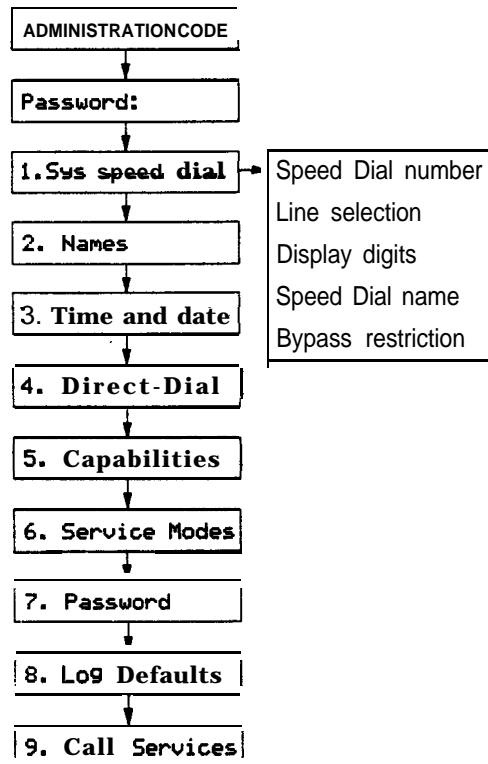 ADMINISTRATIONCODE
Password:
1.Sys speed dial
Speed Dial number
Line selection
Display digits
Speed Dial name
Bypass restriction
2. Names
3. Time and date
4. Direct-Dial
5. Capabilities
6. Service Modes
7. Password
8. Log Defaults
9. Call Services